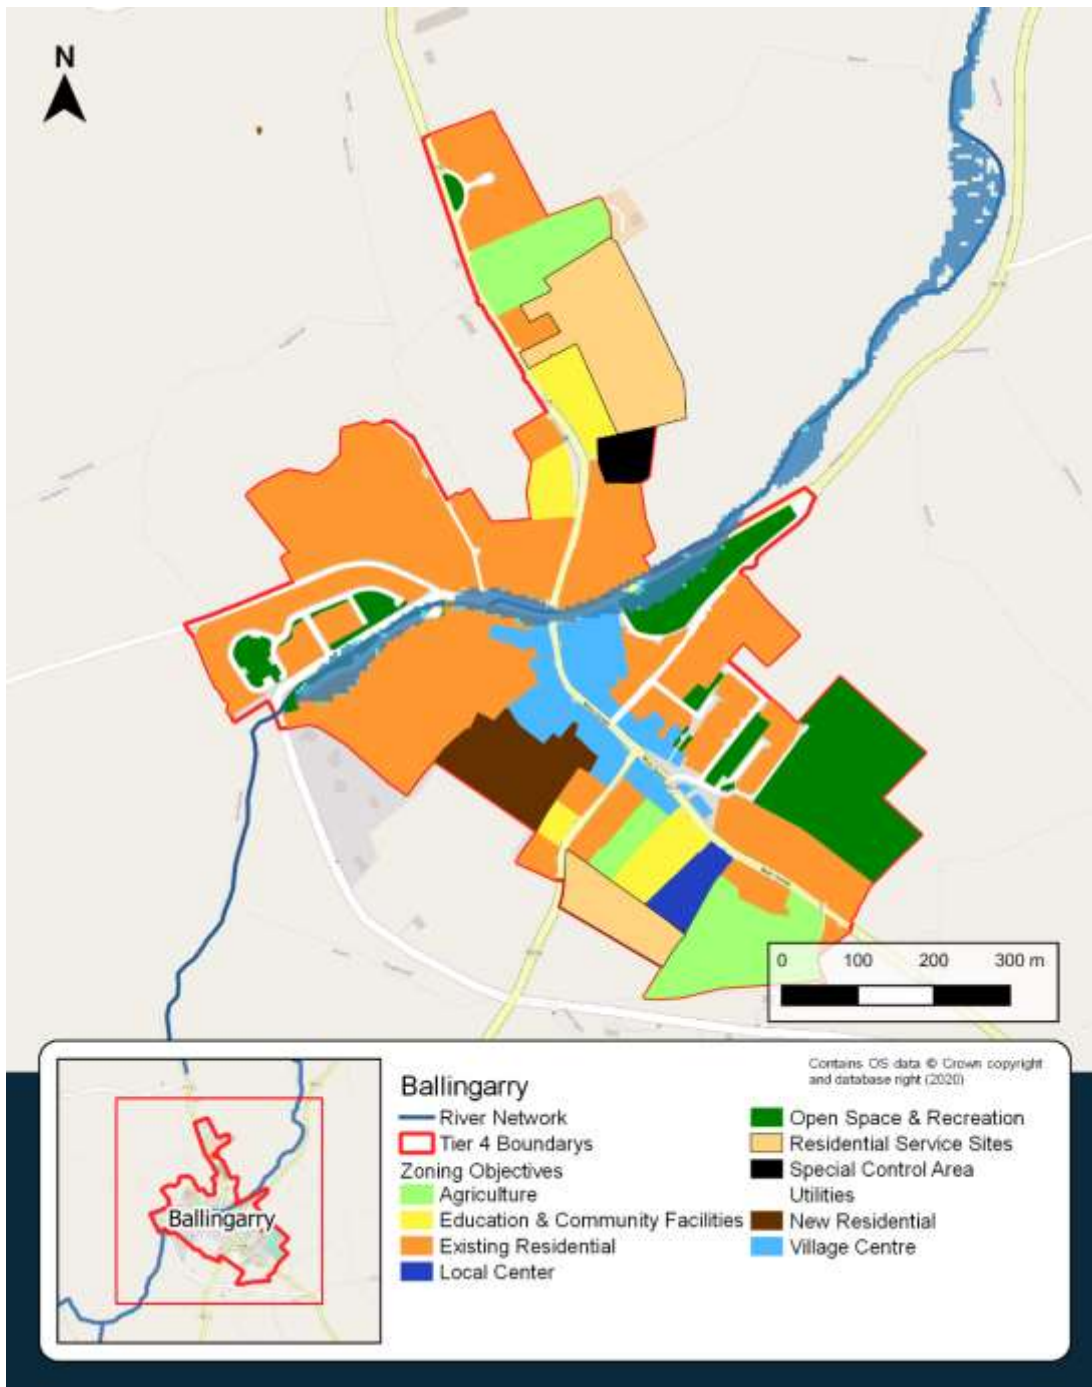 N
0 100 200 300 m
Contains OS data © Crown copyright
and database right (2020)
Ballingarry
River Network
Tier 4 Boundarys
Zoning Objectives
Agriculture
Education & Community Facilities
Existing Residential
Local Center
Open Space & Recreation
Residential Service Sites
Special Control Area
Utilities
New Residential
Village Centre
Ballingarry